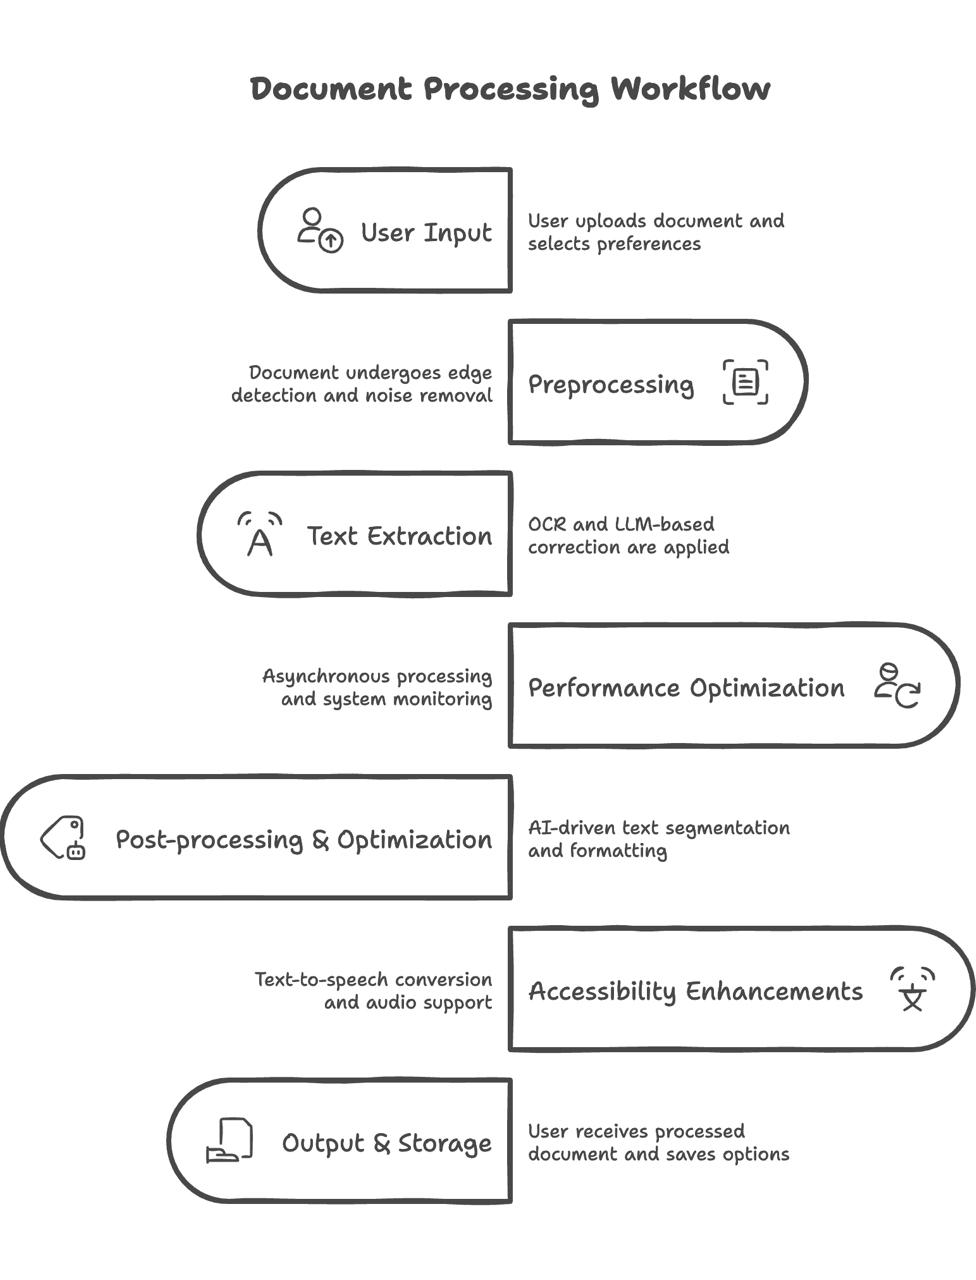 Document Processing Workflow
User Input
User uploads document and
selects preferences
Document undergoes edge
detection and noise removal
Preprocessing
Text Extraction
OCR and LLM-based
correction are applied
Asynchronous processing
and system monitoring
Performance Optimization
Post-processing & Optimization
AI-driven text segmentation
and formatting
Text-to-speech conversion
and audio support
Accessibility Enhancements
Output & Storage
User receives processed
document and saves options